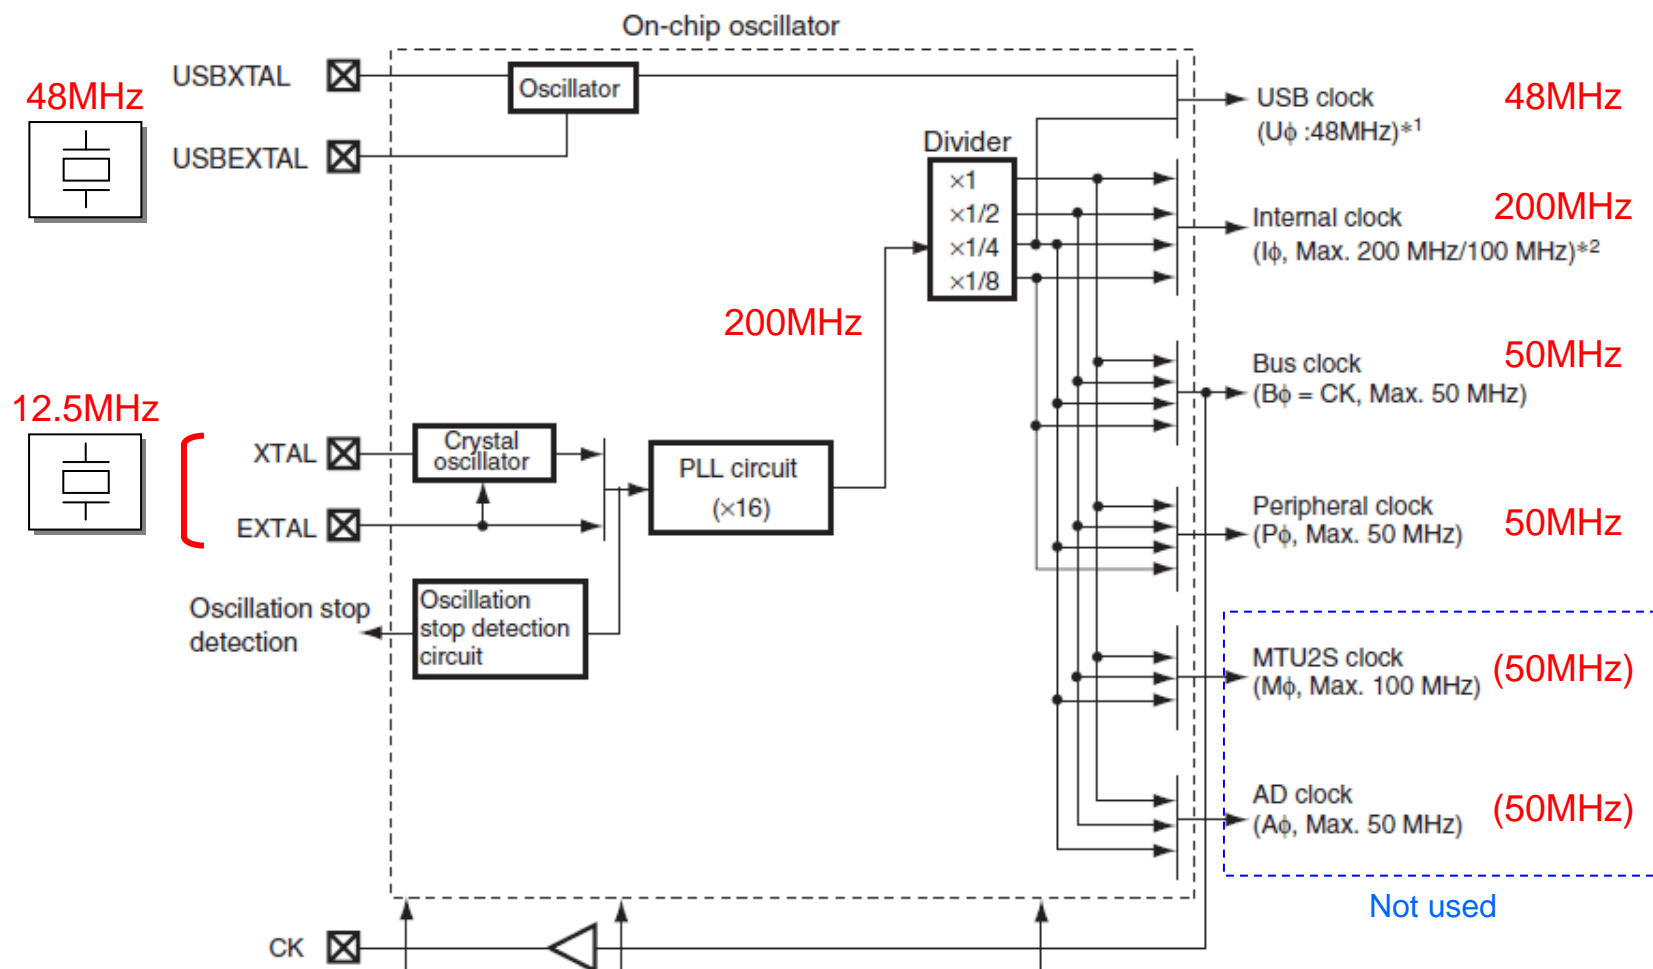 On-chip oscillator
USBXTAL
48MHz
Oscillator
USB clock
48MHz
(Uϕ :48MHz)*1
USBEXTAL
Divider
×1
×1/2
×1/4
×1/8
Internal clock
200MHz
(Iϕ, Max. 200 MHz/100 MHz)*2
200MHz
Bus clock
50MHz
(Bϕ = CK, Max. 50 MHz)
12.5MHz
XTAL
Crystal
oscillator
PLL circuit
(×16)
EXTAL
Peripheral clock
50MHz
(Pϕ, Max. 50 MHz)
Oscillation stop
detection
Oscillation
stop detection
circuit
MTU2S clock
(50MHz)
(Mϕ, Max. 100 MHz)
AD clock
(50MHz)
(Aϕ, Max. 50 MHz)
Not used
CK